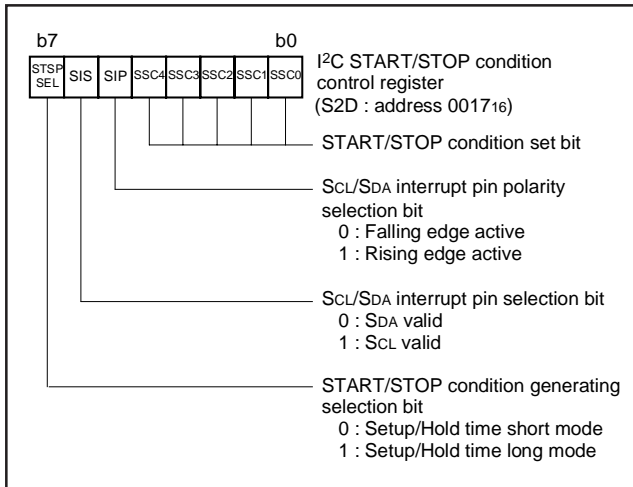 b7 b0
STSP SEL SIS SIP SSC4 SSC3 SSC2 SSC1 SSC0
I2C START/STOP condition
control register
(S2D : address 001716)
START/STOP condition set bit
SCL/SDA interrupt pin polarity
selection bit
0 : Falling edge active
1 : Rising edge active
SCL/SDA interrupt pin selection bit
0 : SDA valid
1 : SCL valid
START/STOP condition generating
selection bit
0 : Setup/Hold time short mode
1 : Setup/Hold time long mode